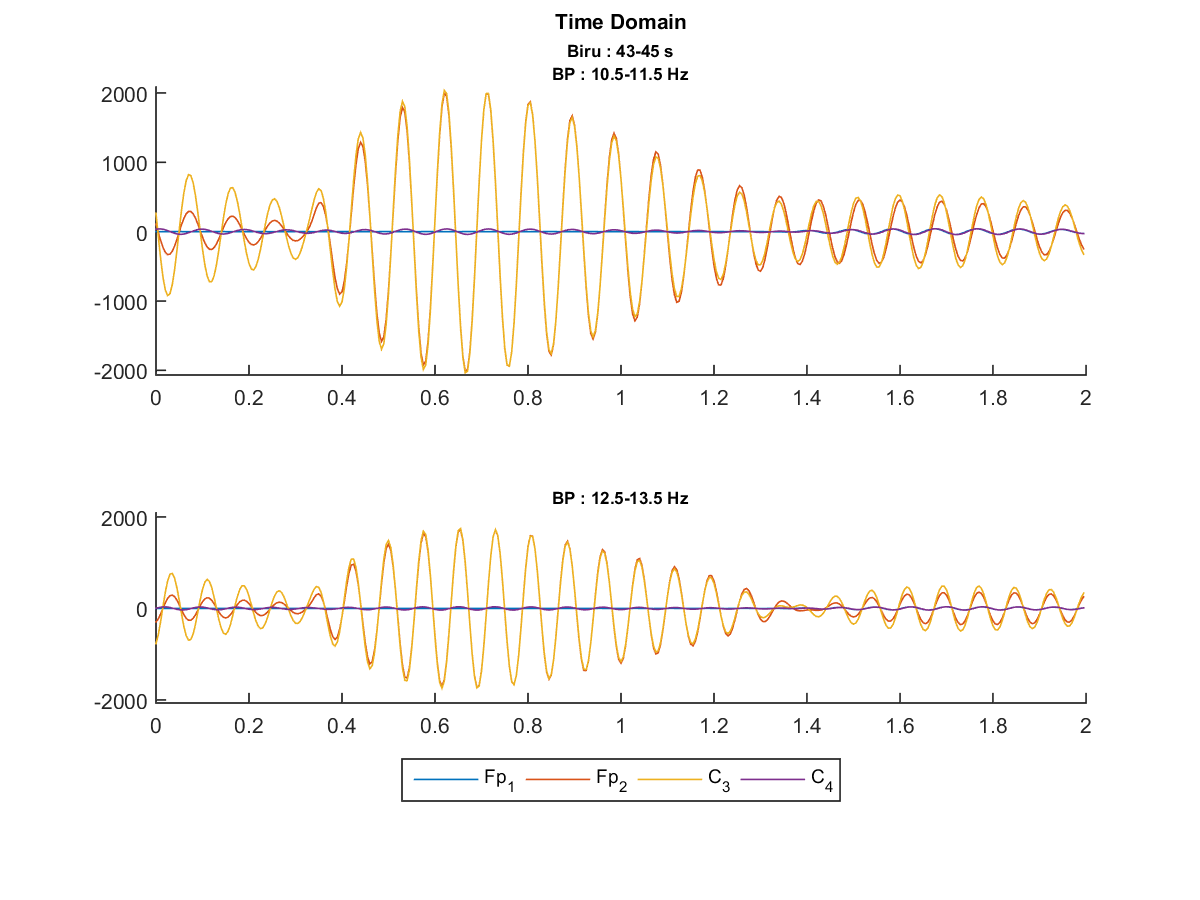 Time Domain
Biru : 43-45 s
BP : 10.5-11.5 Hz
2000
1000
0
-1000
-2000
0 0.2 0.4 0.6 0.8 1 1.2 1.4 1.6 1.8 2
BP : 12.5-13.5 Hz
2000
0
-2000
0 0.2 0.4 0.6 0.8 1 1.2 1.4 1.6 1.8 2
Fp1 Fp2 C3 C4